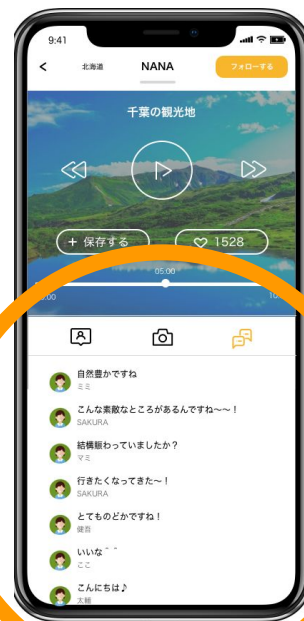 9:41
< 北海道 NANA フォローする
千葉の観光地
+ 保存する 1528
05:00
自然豊かですね
ミミ
こんな素敵なところがあるんですね〜〜！
SAKURA
結構賑わっていましたか？
マミ
行きたくなってきた〜！
SAKURA
とてものどかですね！
健吾
いいな＾＾
ここ
こんにちは♪
太輔